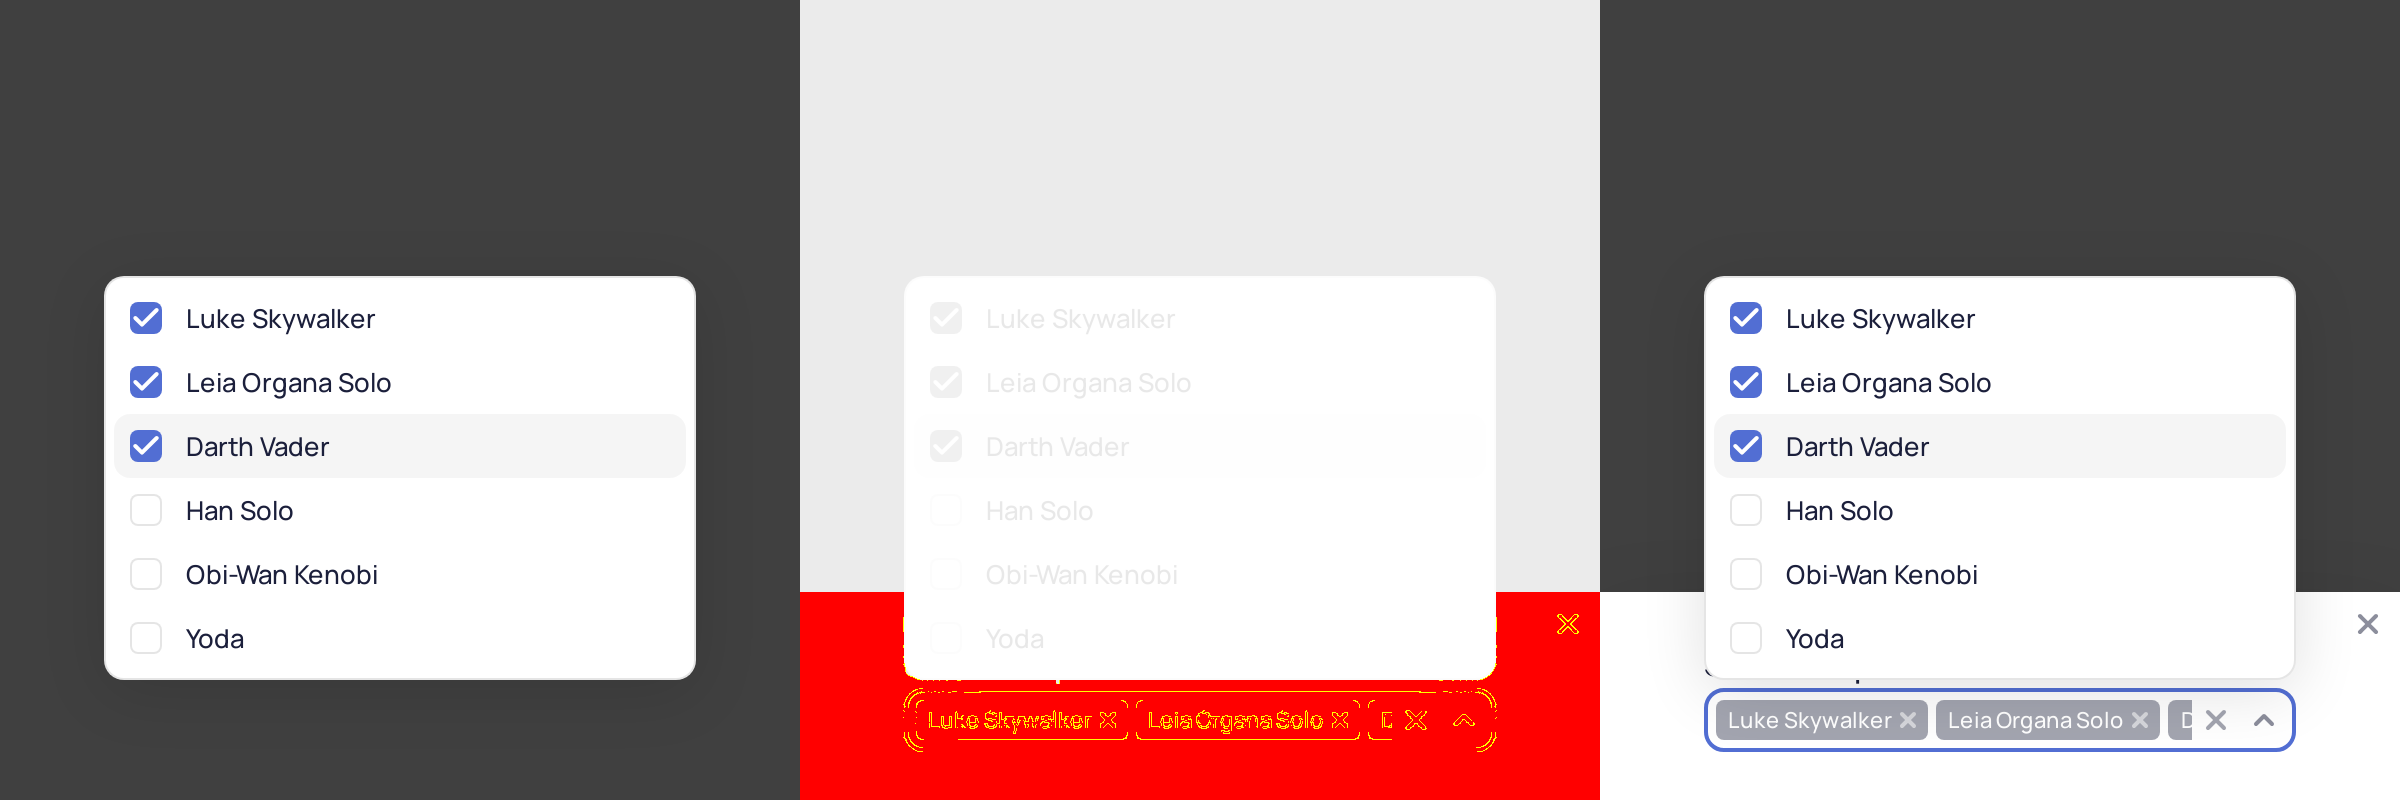 Luke Skywalker
Leia Organa Solo
Darth Vader
Han Solo
Obi-Wan Kenobi
Yoda
Luke Skywalker
Leia Organa Solo
Darth Vader
Han Solo
Obi-Wan Kenobi
Yoda
Luke Skywalker Leia Organa Solo
Luke Skywalker
Leia Organa Solo
Darth Vader
Han Solo
Obi-Wan Kenobi
Yoda
Luke Skywalker Leia Organa Solo D